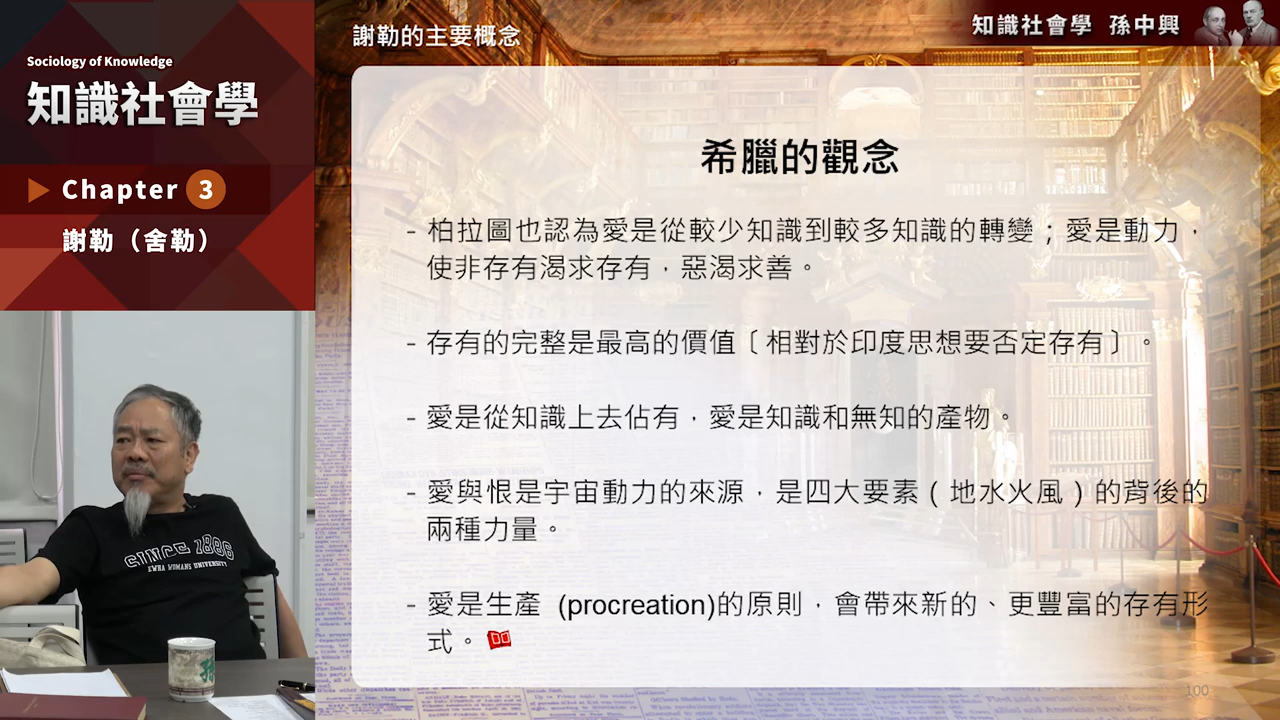 Sociology of Knowledge
知識社會學
Chapter 3
謝勒（舍勒）
謝勒的主要概念
知識社會學 孫中興
希臘的觀念
- 柏拉圖也認為愛是從較少知識到較多知識的轉變；愛是動力，
使非存有渴求存有，惡渴求善。
- 存有的完整是最高的價值〔相對於印度思想要否定存有〕。
- 愛是從知識上去佔有，愛是知識和無知的產物。
- 愛與恨是宇宙動力的來源，是四大要素（地水火風）的背後的
兩種力量。
- 愛是生產 (procreation)的原則，會帶來新的、更豐富的存有形
式。
100
SINCE 1886
EWHA WOMANS UNIVERSITY
孫